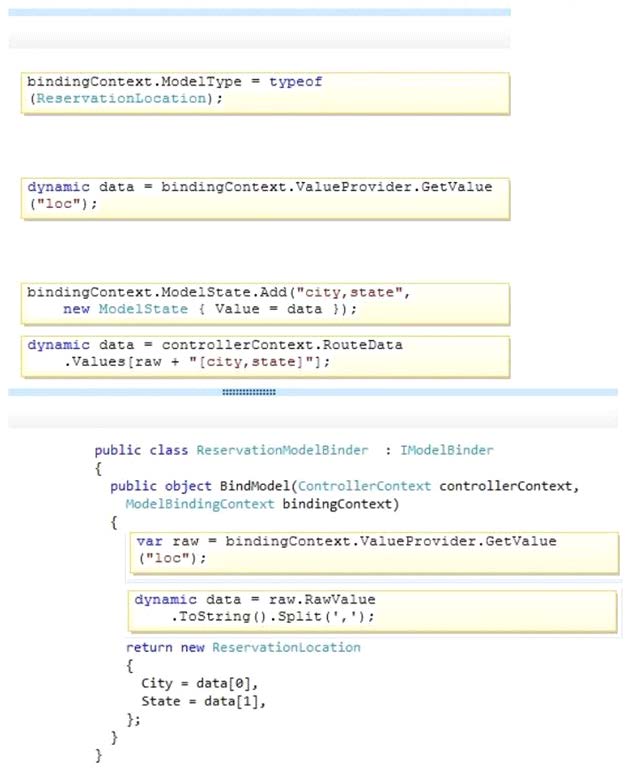 bindingContext.ModelType = typeof
(ReservationLocation);
dynamic data = bindingContext.ValueProvider.GetValue
("loc");
bindingContext.ModelState.Add("city,state",
new ModelState { Value = data });
dynamic data = controllerContext.RouteData
.Values[raw + "[city,state]"];
public class ReservationModelBinder : IModelBinder
{
public object BindModel(ControllerContext controllerContext,
ModelBindingContext bindingContext)
{
var raw = bindingContext.ValueProvider.GetValue
("loc");
dynamic data = raw.RawValue
.ToString().Split(',');
return new ReservationLocation
{
City = data[0],
State = data[1],
};
}
}